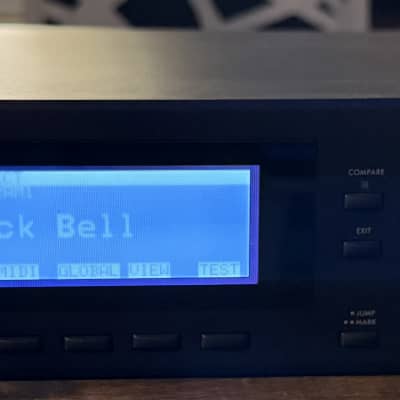 COMPARE
ck Bell
EXIT
MIDI GLOBAL VIEW TEST
JUMP
MARK